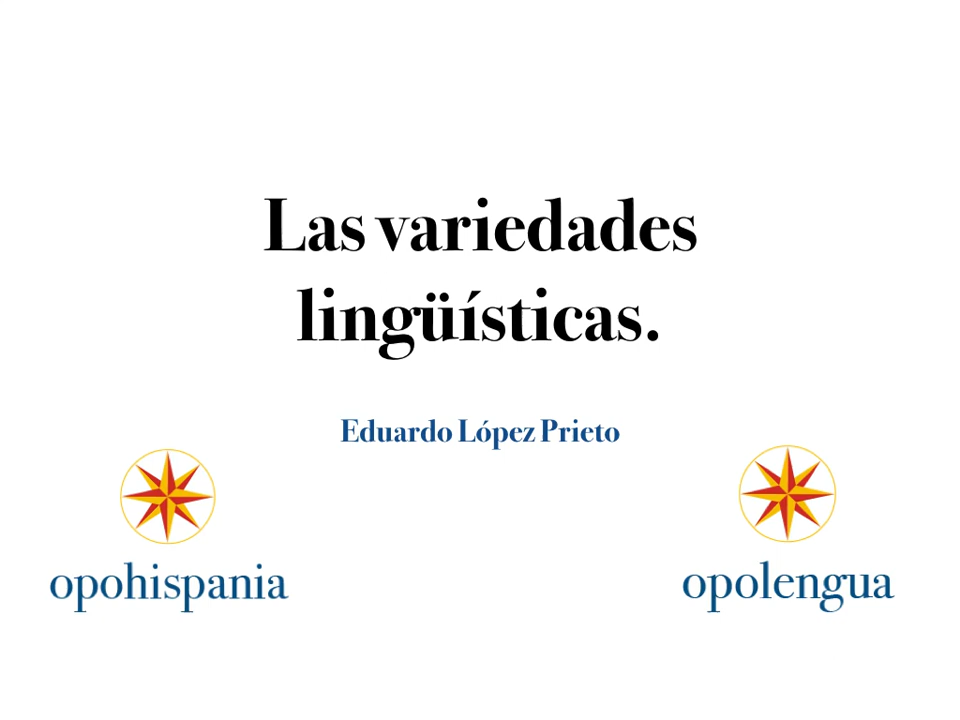 Las variedades
lingüísticas.
Eduardo López Prieto
opohispania
opolengua